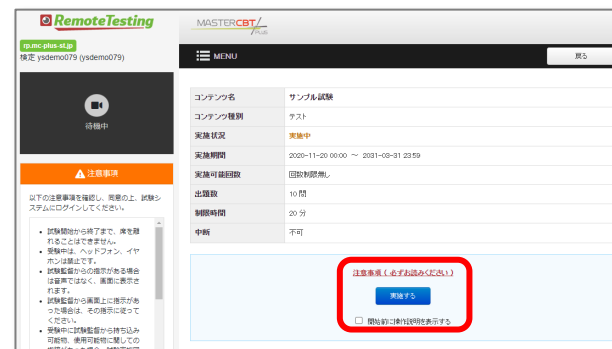 RemoteTesting
rp.mc-plus-st.jp
検定 ysdemo079 (ysdemo079)
待機中
注意事項
以下の注意事項を確認し、同意の上、試験シ
ステムにログインしてください。
• 試験開始から終了まで、席を離
れることはできません。
• 受験中は、ヘッドフォン、イヤ
ホンは禁止です。
• 試験監督からの指示がある場合
は音声ではなく、画面に表示さ
れます。
• 試験監督から画面上に指示があ
った場合は、その指示に従って
ください。
• 受験中に試験監督から持ち込み
可能物、使用可能物に関しての
MASTERCBT PLUS
MENU
戻る
コンテンツ名 サンプル試験
コンテンツ種別 テスト
実施状況 実施中
実施期間 2020-11-20 00:00 ～ 2031-03-31 23:59
実施可能回数 回数制限無し
出題数 10 問
制限時間 20 分
中断 不可
注意事項 ( 必ずお読みください )
実施する
開始前に操作説明を表示する